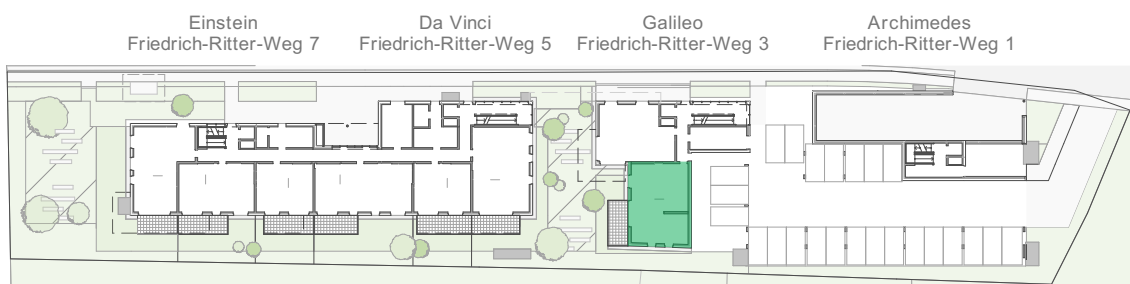 Einstein
Friedrich-Ritter-Weg 7
Da Vinci
Friedrich-Ritter-Weg 5
Galileo
Friedrich-Ritter-Weg 3
Archimedes
Friedrich-Ritter-Weg 1